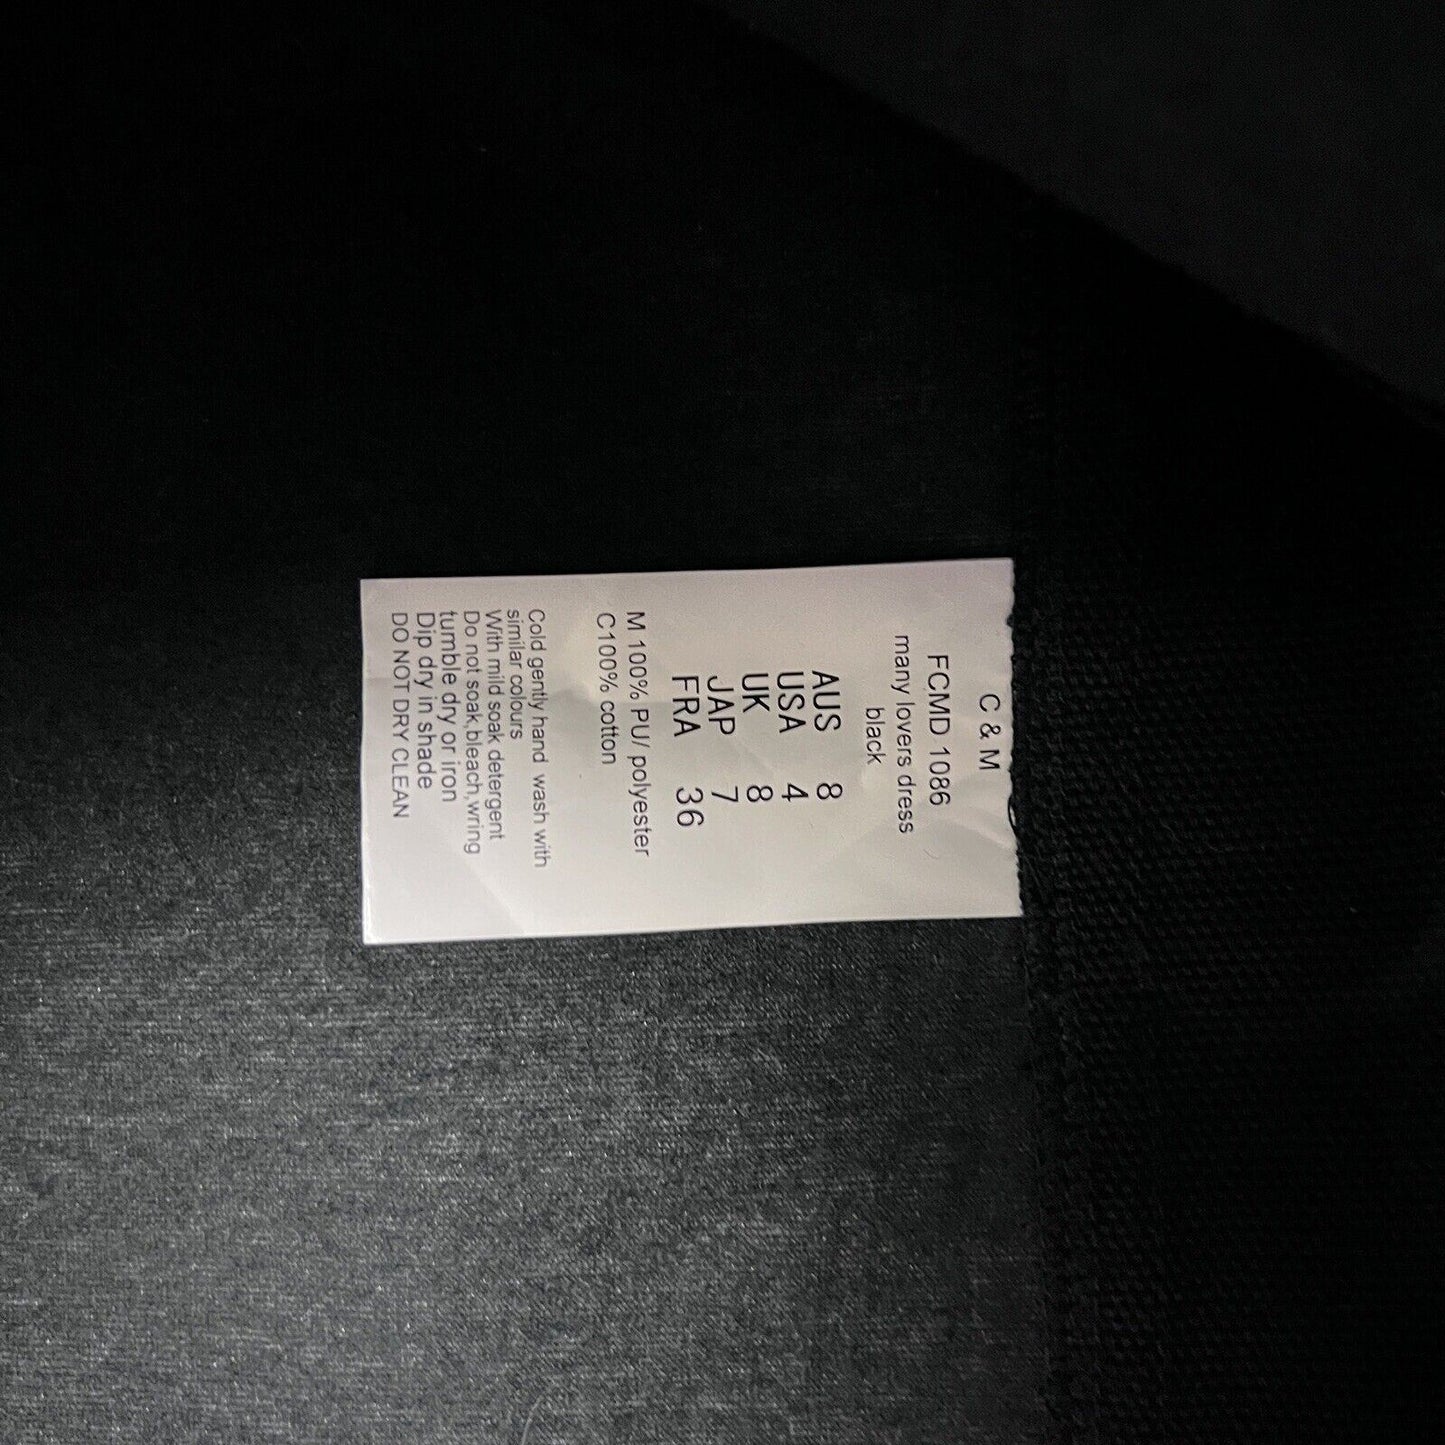 C & M
FCMD 1086
many lovers dress
black
AUS 8
USA 4
UK 8
JAP 7
FRA 36
M 100% PU/ polyester
C100% cotton
Cold gently hand wash with
similar colours
With mild soak detergent
Do not soak,bleach,wring
tumble dry or iron
Dip dry in shade
DO NOT DRY CLEAN